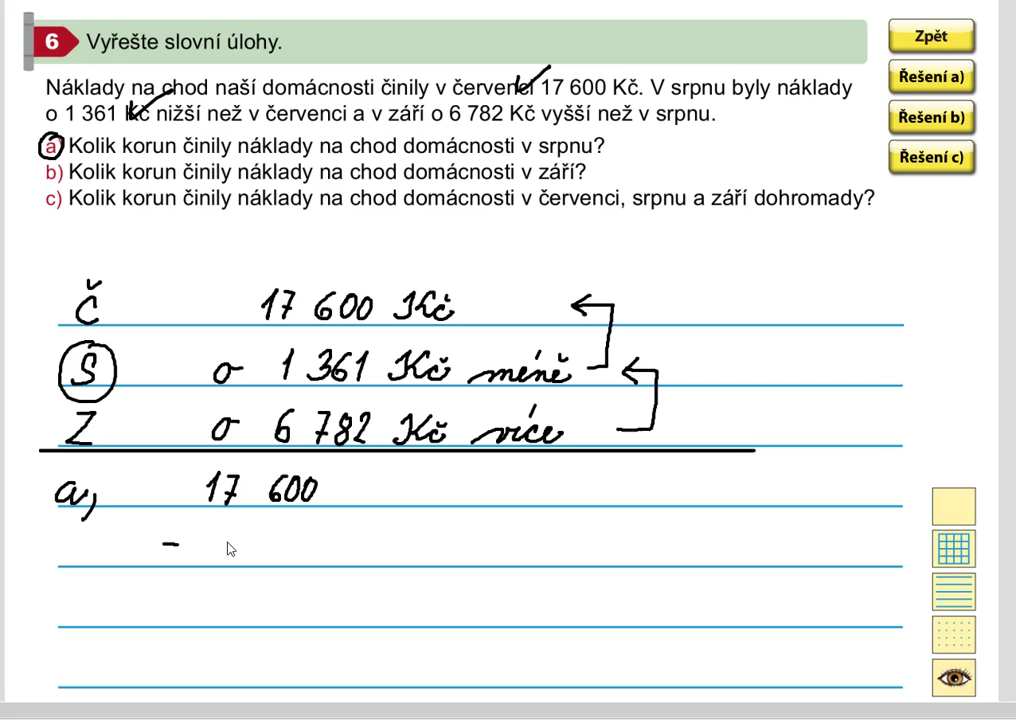 6 Vyřešte slovní úlohy.
Zpět
Řešení a)
Řešení b)
Řešení c)
Náklady na chod naší domácnosti činily v červenci 17 600 Kč. V srpnu byly náklady
o 1 361 Kč nižší než v červenci a v září o 6 782 Kč vyšší než v srpnu.
a) Kolik korun činily náklady na chod domácnosti v srpnu?
b) Kolik korun činily náklady na chod domácnosti v září?
c) Kolik korun činily náklady na chod domácnosti v červenci, srpnu a září dohromady?
Č 17 600 Kč
S o 1 361 Kč méně
Z o 6 782 Kč více
a, 17 600
-